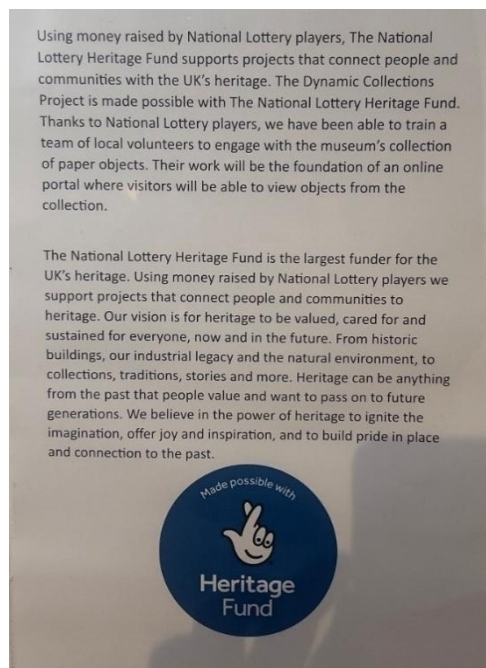 Using money raised by National Lottery players, The National
Lottery Heritage Fund supports projects that connect people and
communities with the UK's heritage. The Dynamic Collections
Project is made possible with The National Lottery Heritage Fund.
Thanks to National Lottery players, we have been able to train a
team of local volunteers to engage with the museum's collection
of paper objects. Their work will be the foundation of an online
portal where visitors will be able to view objects from the
collection.
The National Lottery Heritage Fund is the largest funder for the
UK's heritage. Using money raised by National Lottery players we
support projects that connect people and communities to
heritage. Our vision is for heritage to be valued, cared for and
sustained for everyone, now and in the future. From historic
buildings, our industrial legacy and the natural environment, to
collections, traditions, stories and more. Heritage can be anything
from the past that people value and want to pass on to future
generations. We believe in the power of heritage to ignite the
imagination, offer joy and inspiration, and to build pride in place
and connection to the past.
Made possible with
Heritage
Fund